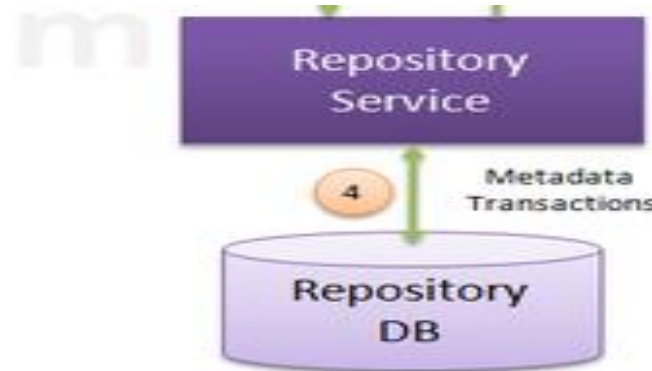 m
Repository
Service
4
Metadata
Transactions
Repository
DB